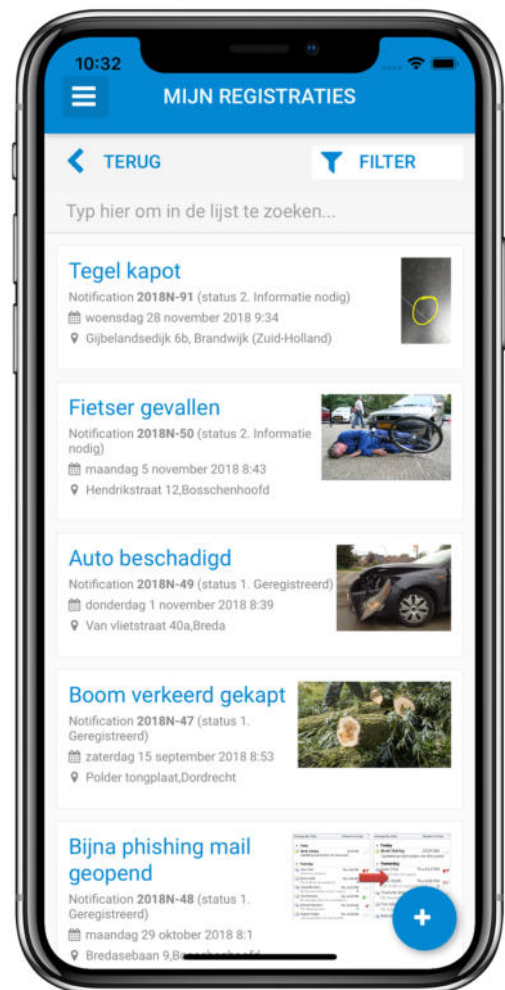 10:32
MIJN REGISTRATIES
TERUG
FILTER
Typ hier om in de lijst te zoeken...
Tegel kapot
Notification 2018N-91 (status 2. Informatie nodig)
woensdag 28 november 2018 9:34
Gijbelandsedijk 6b, Brandwijk (Zuid-Holland)
Fietser gevallen
Notification 2018N-50 (status 2. Informatie
nodig)
maandag 5 november 2018 8:43
Hendrikstraat 12,Bosschenhoofd
Auto beschadigd
Notification 2018N-49 (status 1. Geregistreerd)
donderdag 1 november 2018 8:39
Van vlietstraat 40a,Breda
Boom verkeerd gekapt
Notification 2018N-47 (status 1.
Geregistreerd)
zaterdag 15 september 2018 8:53
Polder tongplaat,Dordrecht
Bijna phishing mail
geopend
Notification 2018N-48 (status 1.
Geregistreerd)
maandag 29 oktober 2018 8:1
Bredasebaan 9,Bosschenhoofd